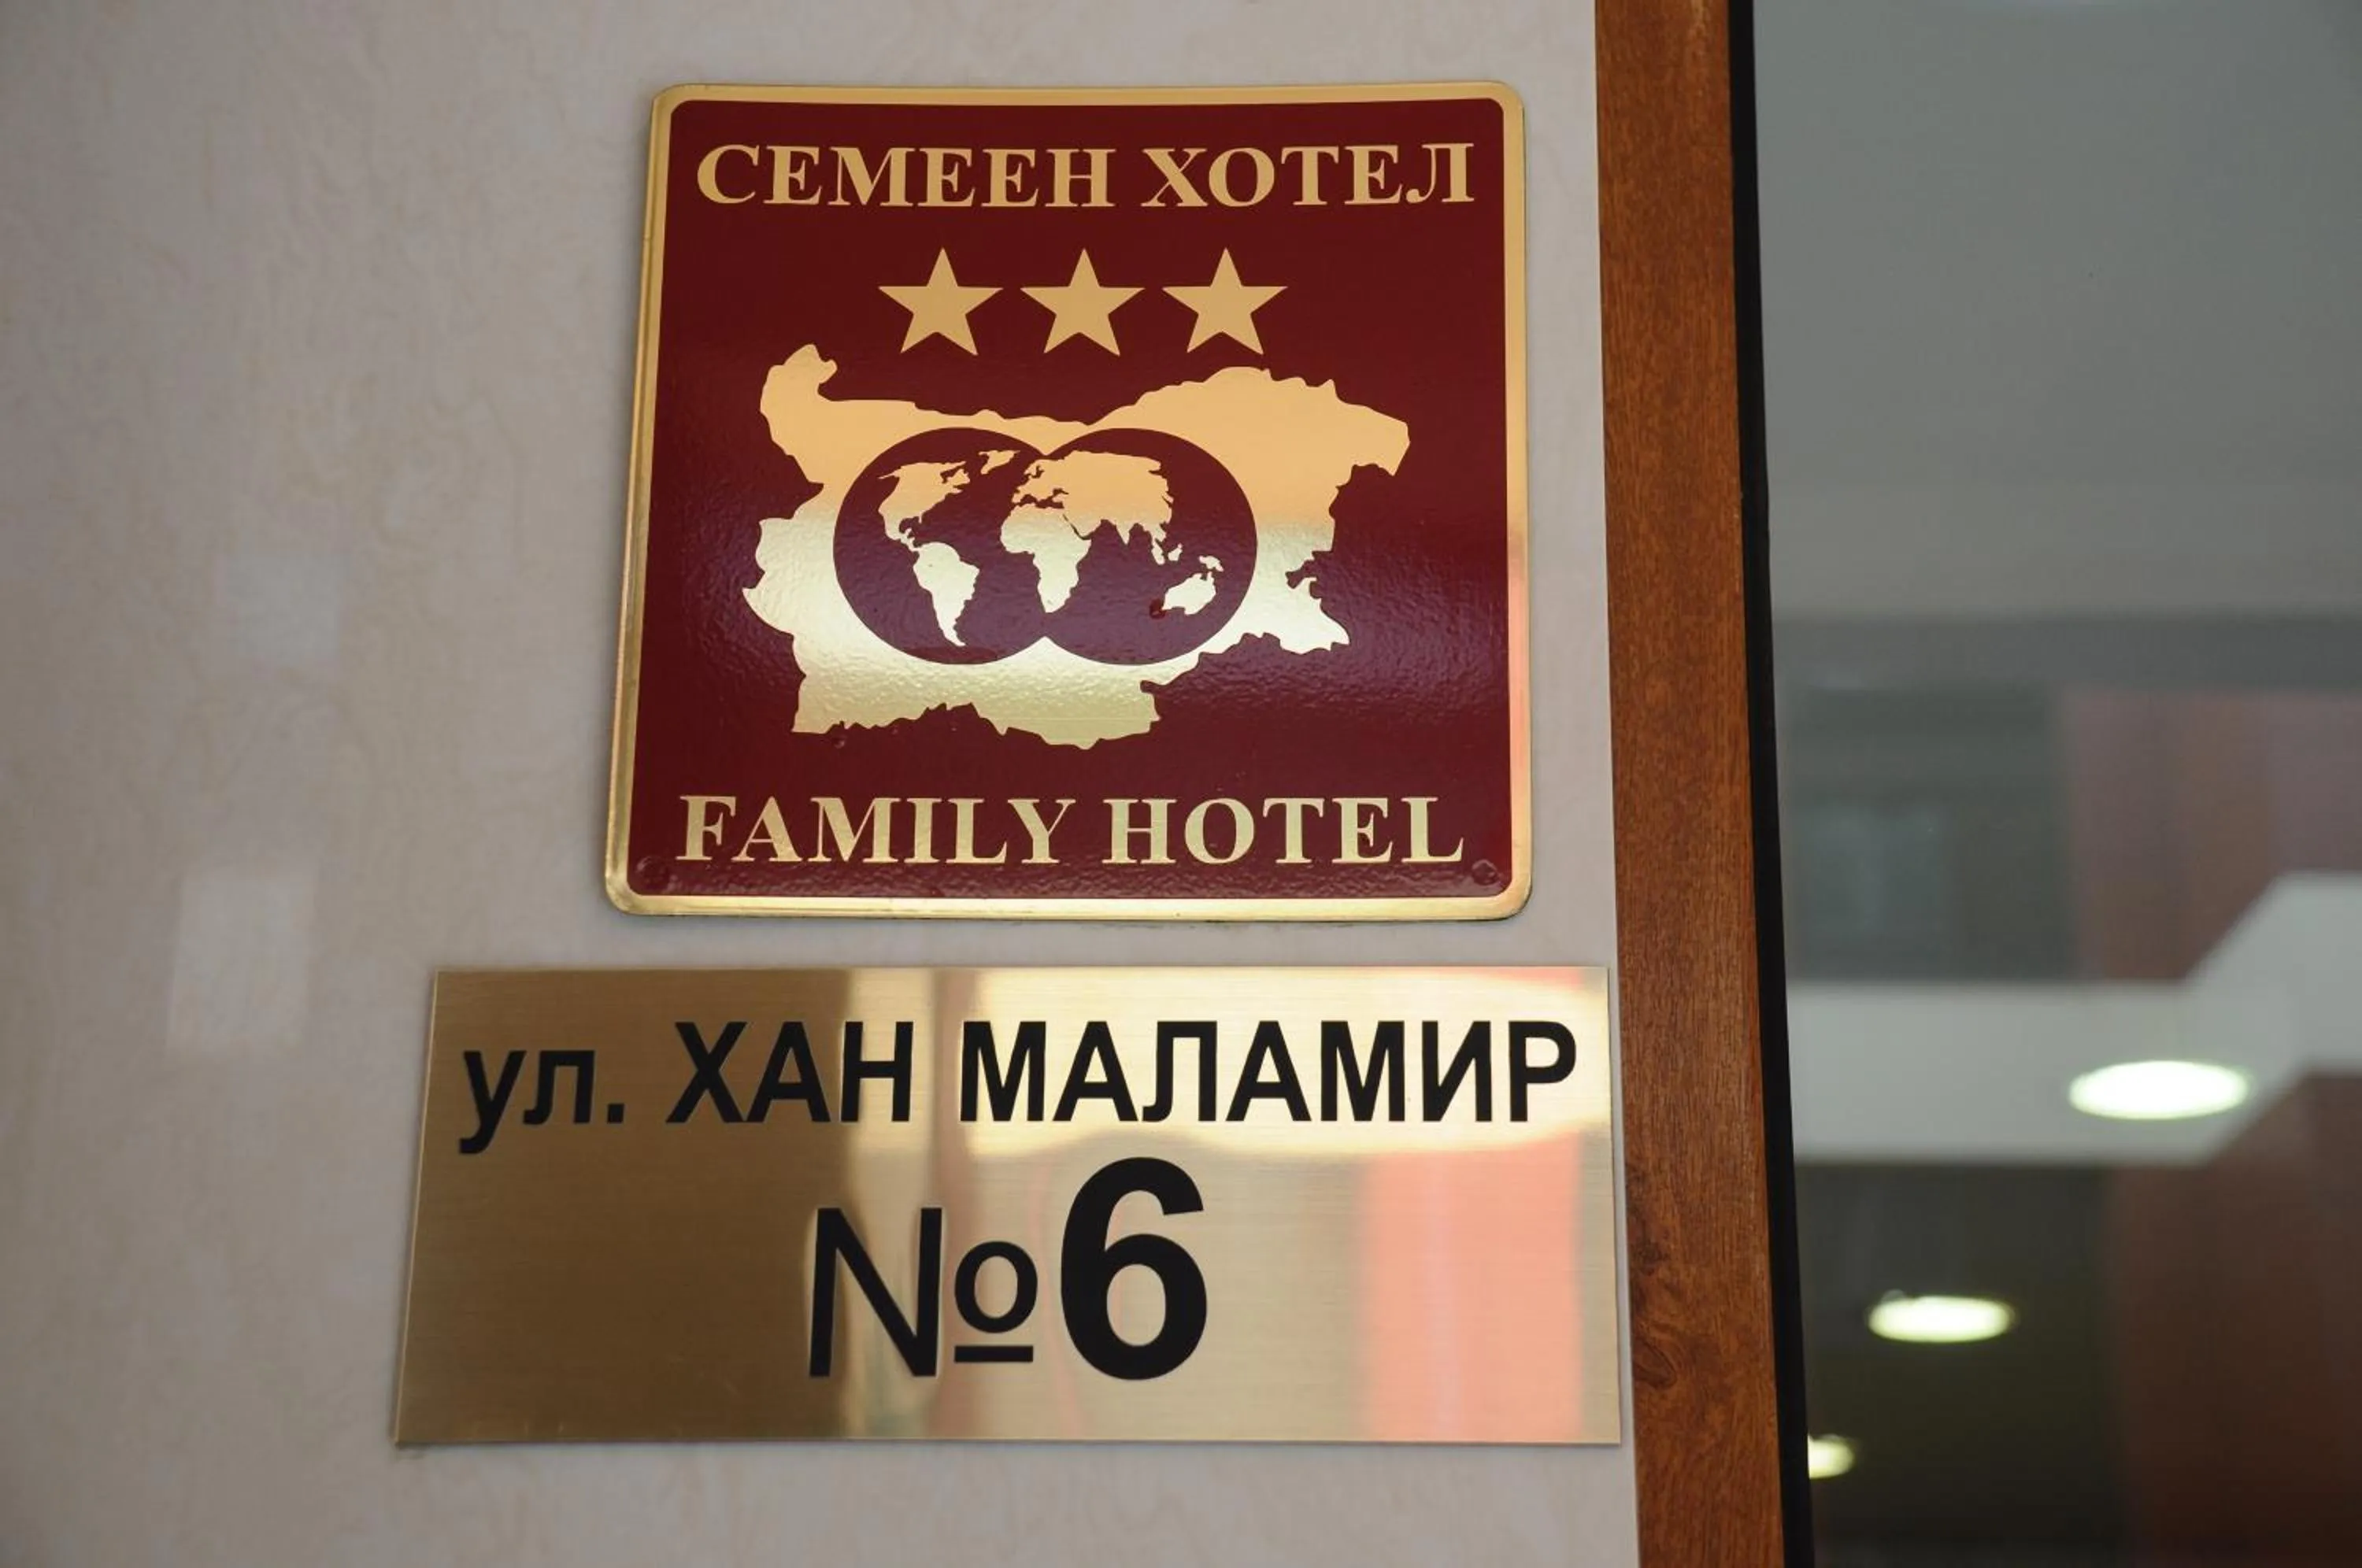 СЕМЕЕН ХОТЕЛ
FAMILY HOTEL
ул. ХАН МАЛАМИР
№6